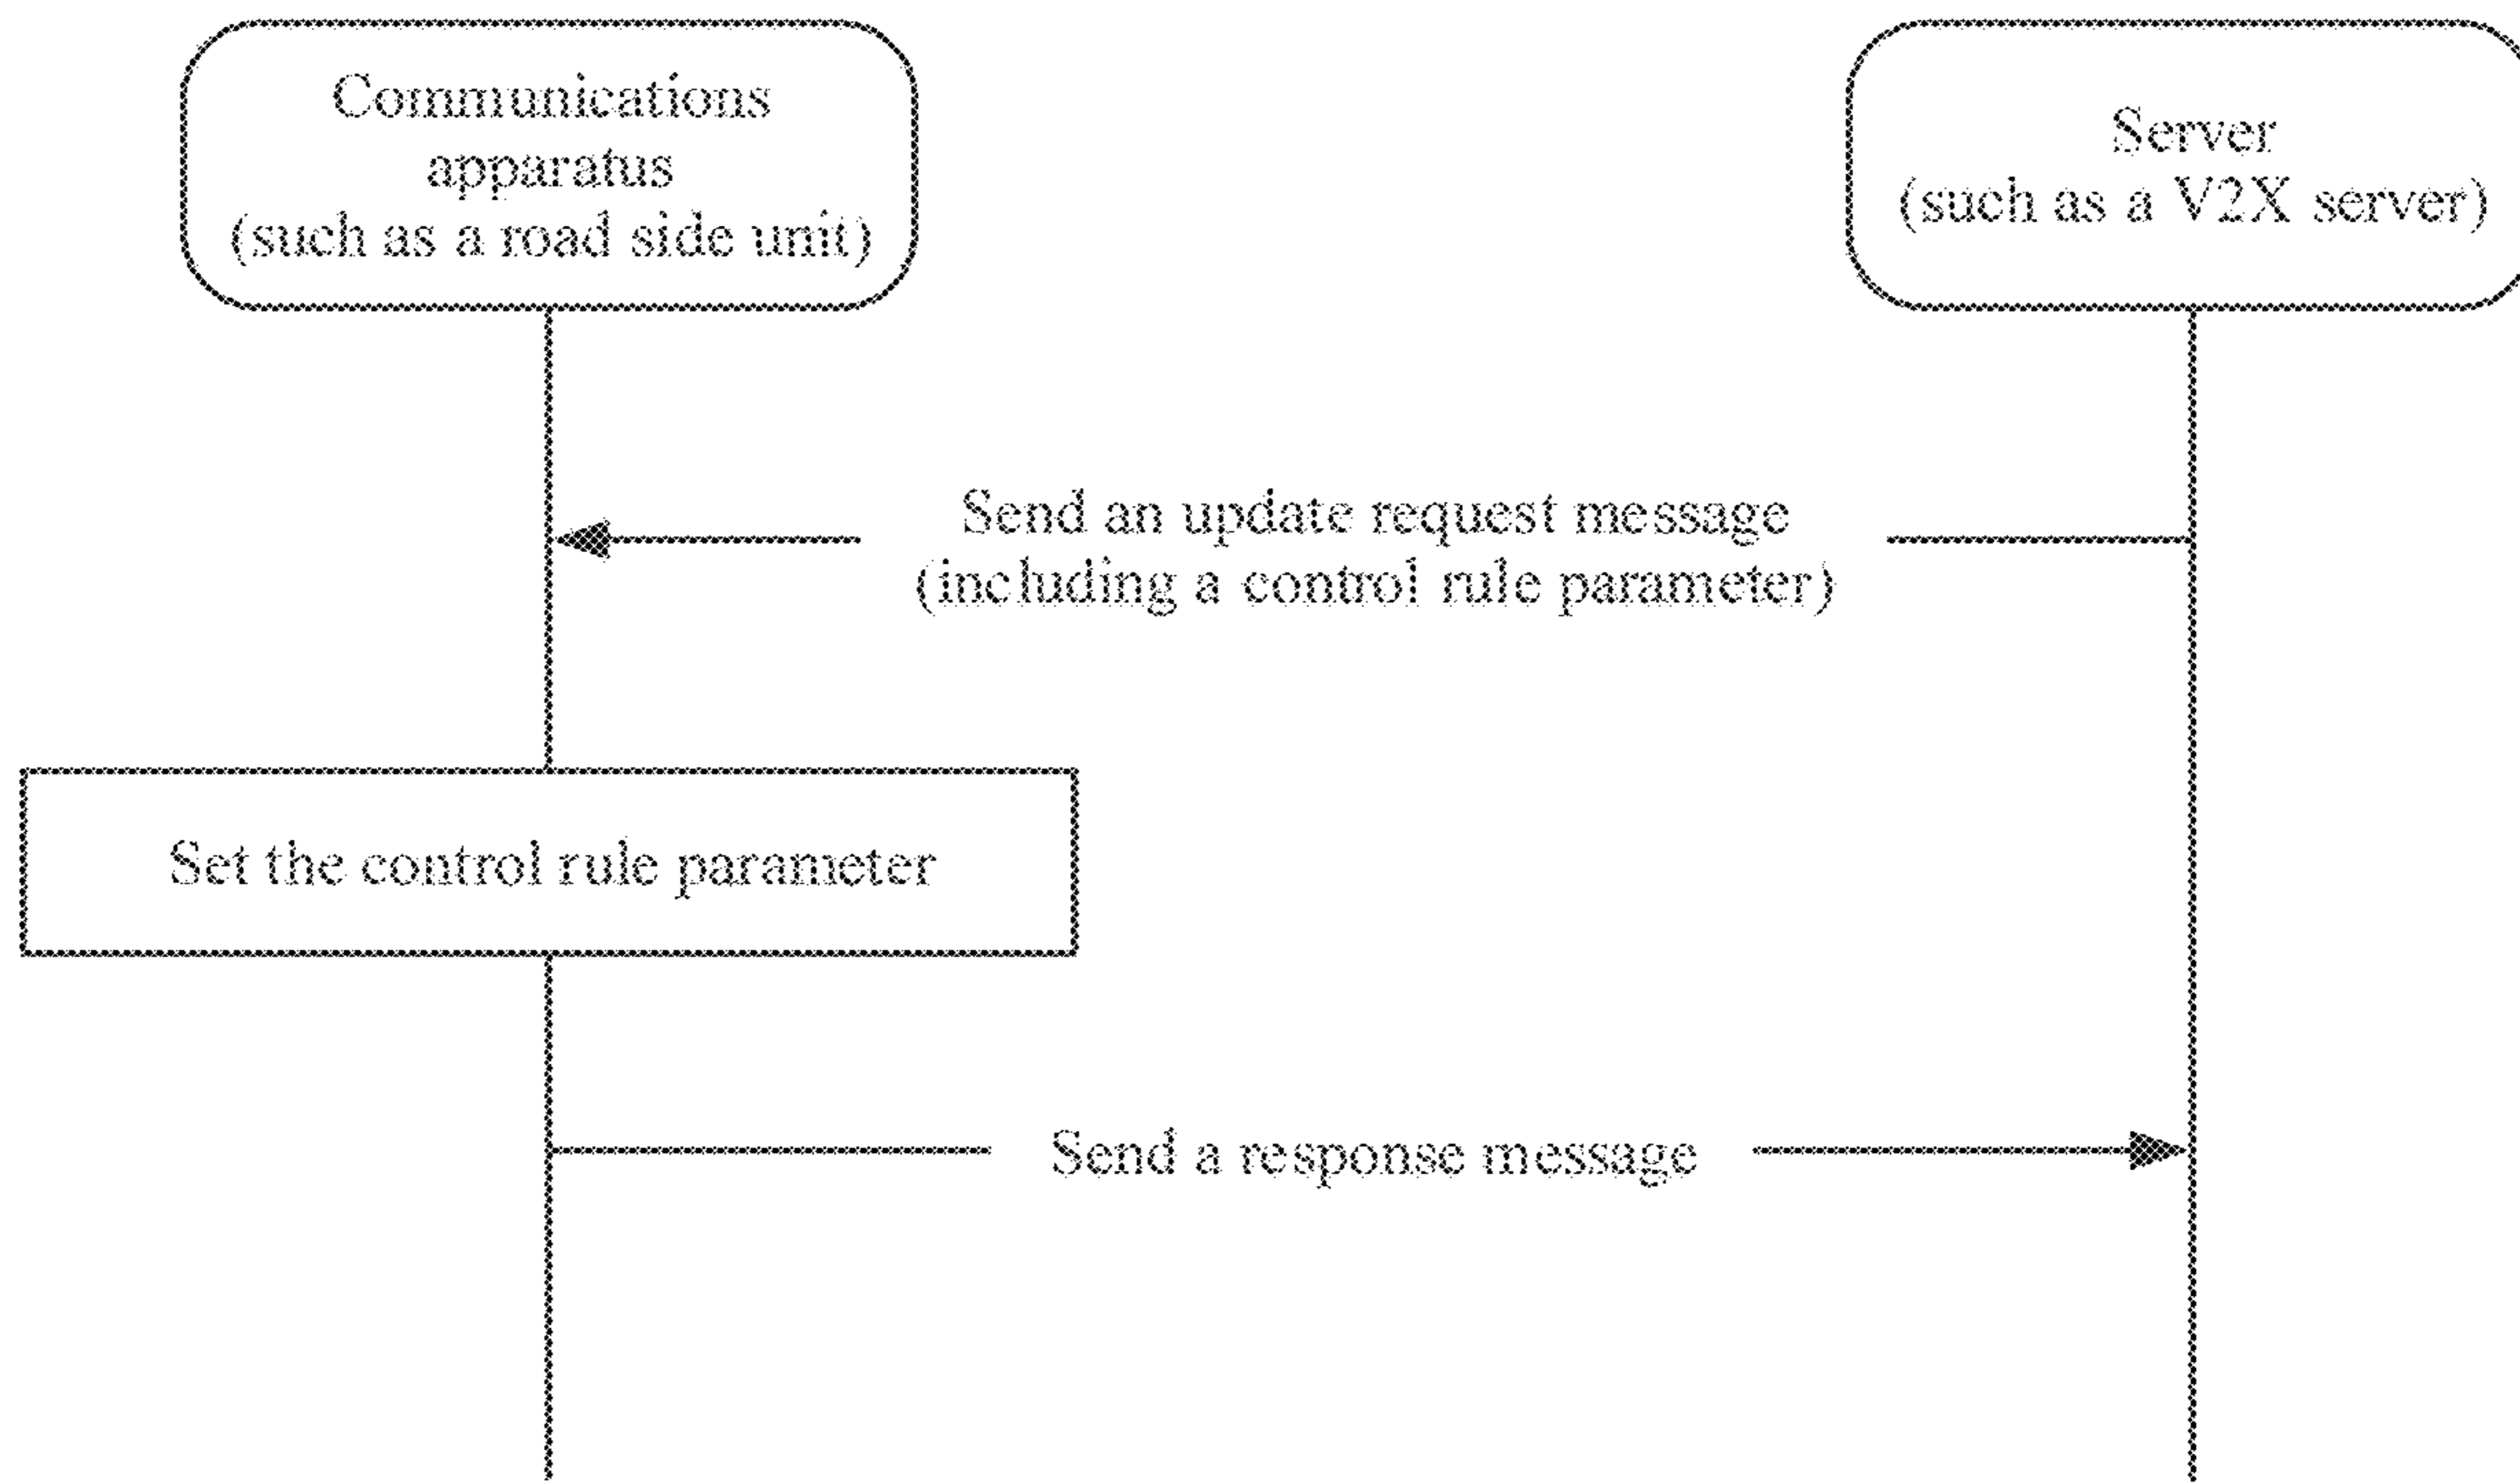 Communications
apparatus
(such as a road side unit)
Server
(such as a V2X server)
Send an update request message
(including a control rule parameter)
Set the control rule parameter
Send a response message